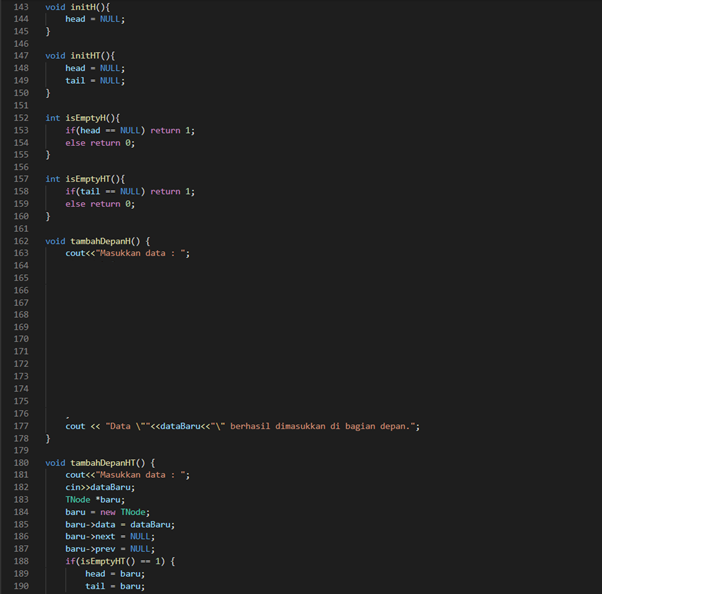 143 void initH(){
144     head = NULL;
145 }
146
147 void initHT(){
148     head = NULL;
149     tail = NULL;
150 }
151
152 int isEmptyH(){
153     if(head == NULL) return 1;
154     else return 0;
155 }
156
157 int isEmptyHT(){
158     if(tail == NULL) return 1;
159     else return 0;
160 }
161
162 void tambahDepanH() {
163     cout<<"Masukkan data : ";
164
165
166
167
168
169
170
171
172
173
174
175
176
177     cout << "Data \""<<dataBaru<<"\" berhasil dimasukkan di bagian depan.";
178 }
179
180 void tambahDepanHT() {
181     cout<<"Masukkan data : ";
182     cin>>dataBaru;
183     TNode *baru;
184     baru = new TNode;
185     baru->data = dataBaru;
186     baru->next = NULL;
187     baru->prev = NULL;
188     if(isEmptyHT() == 1) {
189         head = baru;
190         tail = baru;